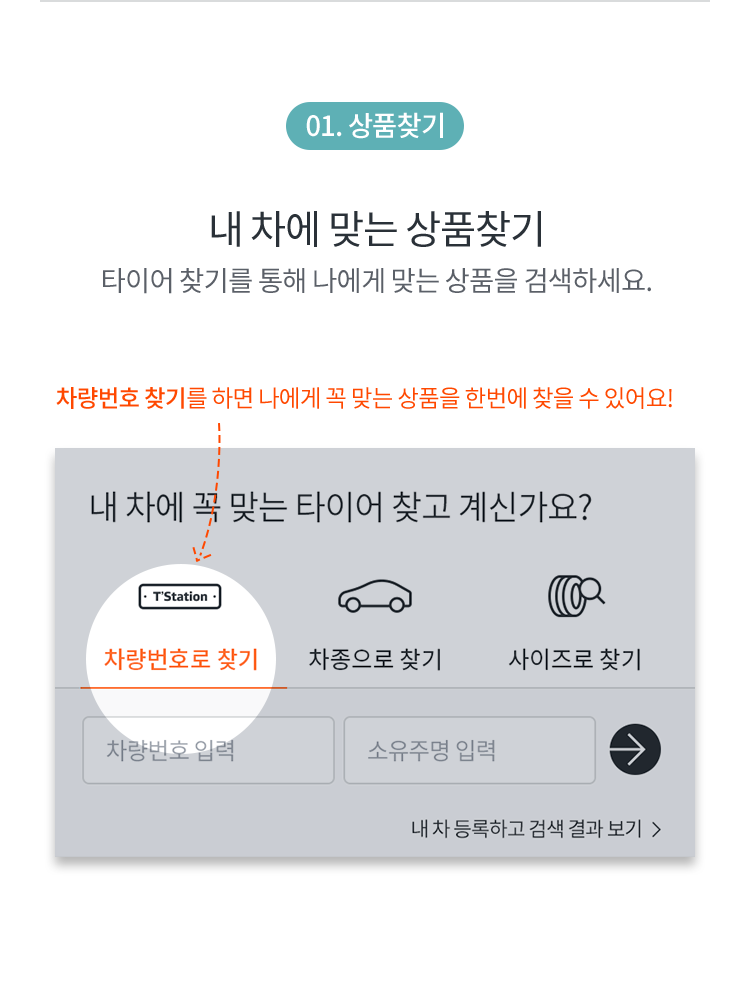 01. 상품찾기
내 차에 맞는 상품찾기
타이어 찾기를 통해 나에게 맞는 상품을 검색하세요.
차량번호 찾기를 하면 나에게 꼭 맞는 상품을 한번에 찾을 수 있어요!
내 차에 꼭 맞는 타이어 찾고 계신가요?
· T'Station ·
차량번호로 찾기 차종으로 찾기 사이즈로 찾기
차량번호 입력 소유주명 입력
내 차 등록하고 검색 결과 보기 >